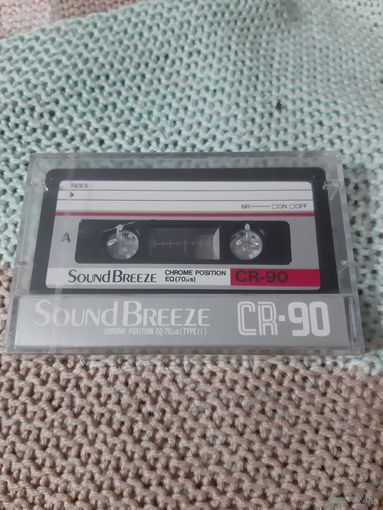 INDEX
NR ☐ON ☐OFF
A
SOUND BREEZE CHROME POSITION EQ(70μs) CR-90
SOUND BREEZE CR-90
CHROME POSITION EQ 70μs (TYPE II)